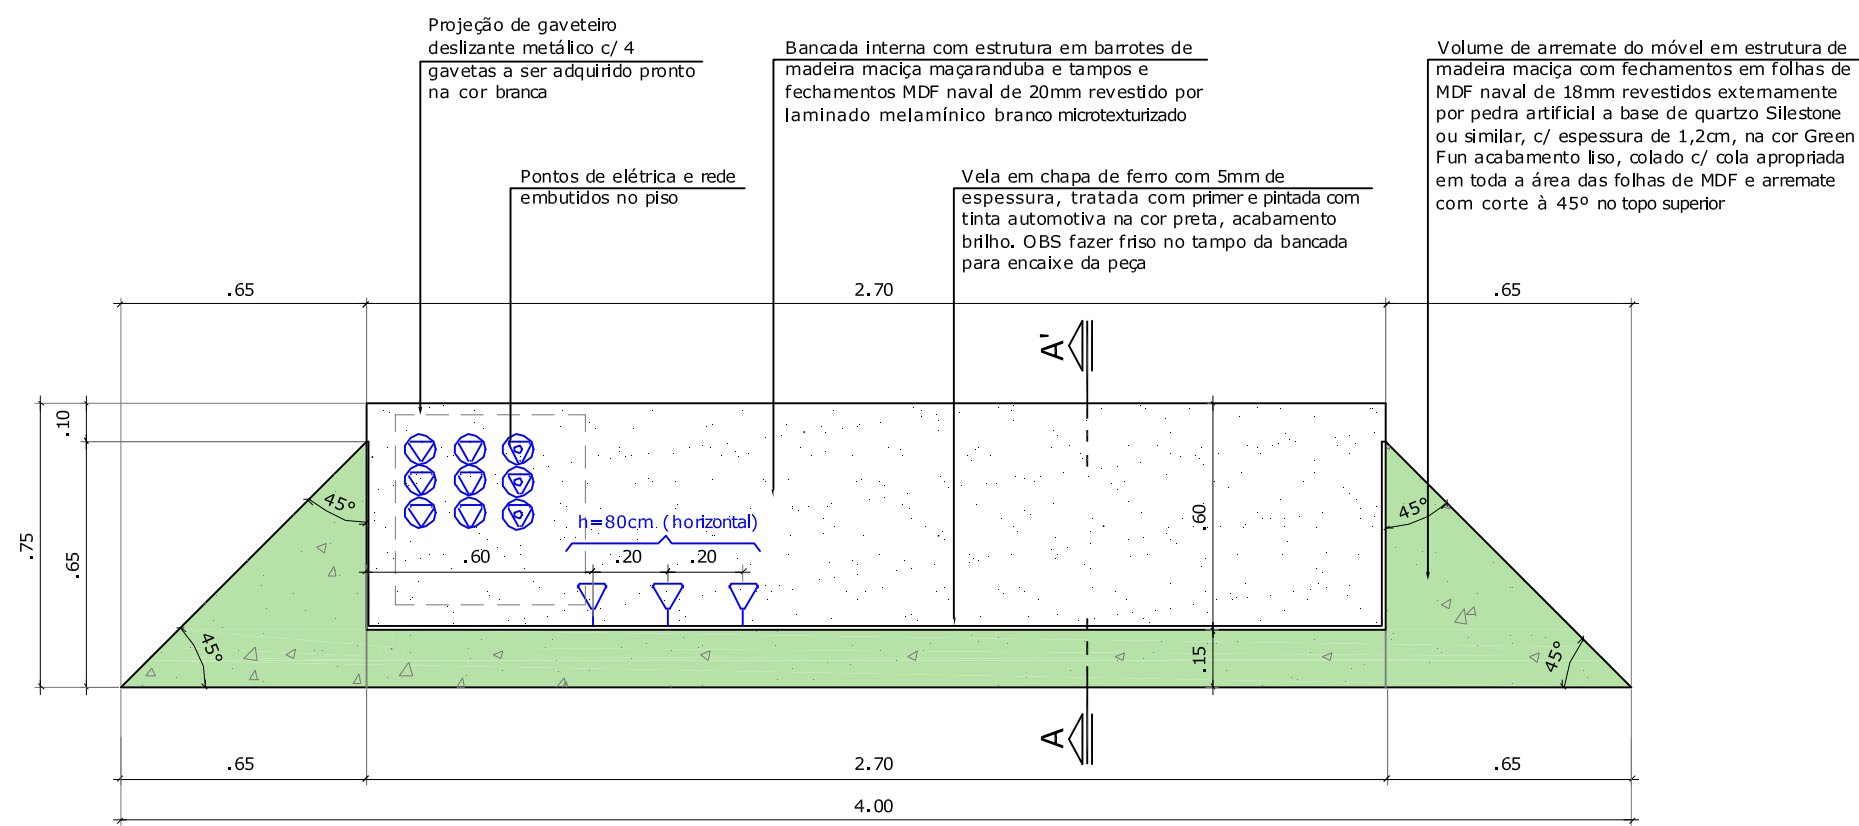 Projeção de gaveteiro
deslizante metálico c/ 4
gavetas a ser adquirido pronto
na cor branca
Bancada interna com estrutura em barrotes de
madeira maciça maçaranduba e tampos e
fechamentos MDF naval de 20mm revestido por
laminado melamínico branco microtexturizado
Volume de arremate do móvel em estrutura de
madeira maciça com fechamentos em folhas de
MDF naval de 18mm revestidos externamente
por pedra artificial a base de quartzo Silestone
ou similar, c/ espessura de 1,2cm, na cor Green
Fun acabamento liso, colado c/ cola apropriada
em toda a área das folhas de MDF e arremate
com corte à 45º no topo superior
Pontos de elétrica e rede
embutidos no piso
Vela em chapa de ferro com 5mm de
espessura, tratada com primer e pintada com
tinta automotiva na cor preta, acabamento
brilho. OBS fazer friso no tampo da bancada
para encaixe da peça
.65
2.70
.65
A'
.10
.75
.65
45º
45º
h=80cm (horizontal)
.60
.20
.20
.60
.15
45º
45º
A
.65
2.70
.65
4.00